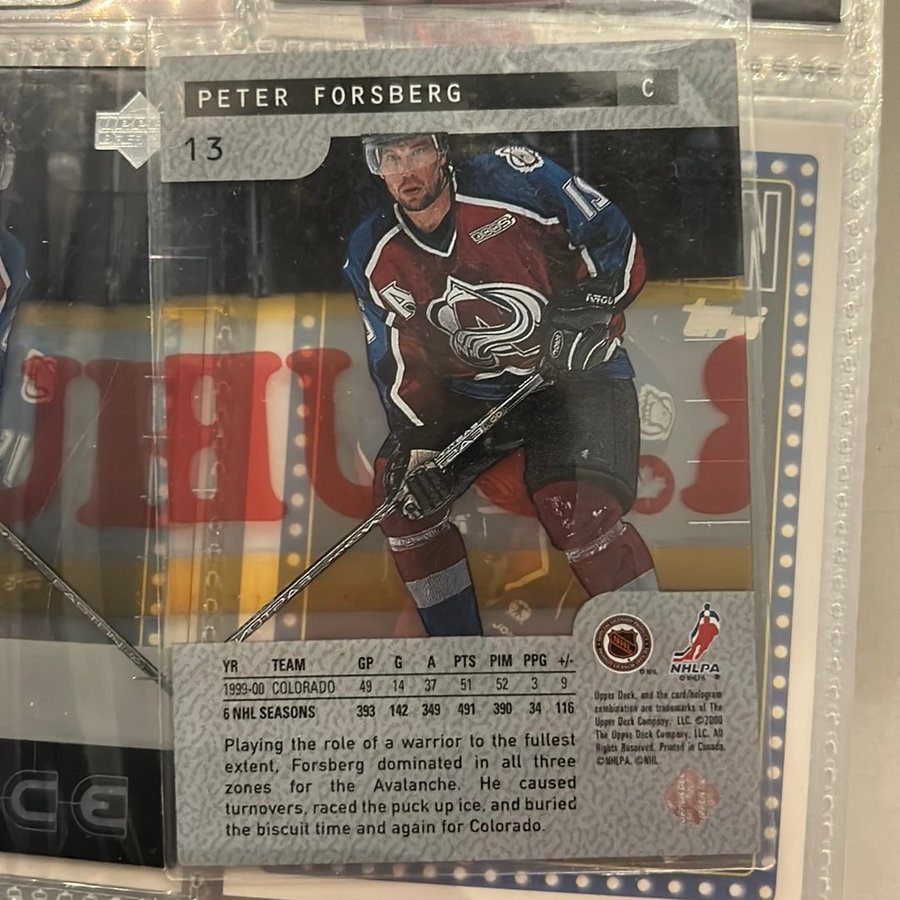 PETER FORSBERG C
13
YR TEAM GP G A PTS PIM PPG +/-
1999-00 COLORADO 49 14 37 51 52 3 9
6 NHL SEASONS 393 142 349 491 390 34 116
Playing the role of a warrior to the fullest
extent, Forsberg dominated in all three
zones for the Avalanche. He caused
turnovers, raced the puck up ice, and buried
the biscuit time and again for Colorado.
NHLPA
Upper Deck, and the card/hologram
combination are trademarks of The
Upper Deck Company, LLC. ©2000
The Upper Deck Company, LLC. All
Rights Reserved. Printed in Canada.
©NHLPA. ©NHL